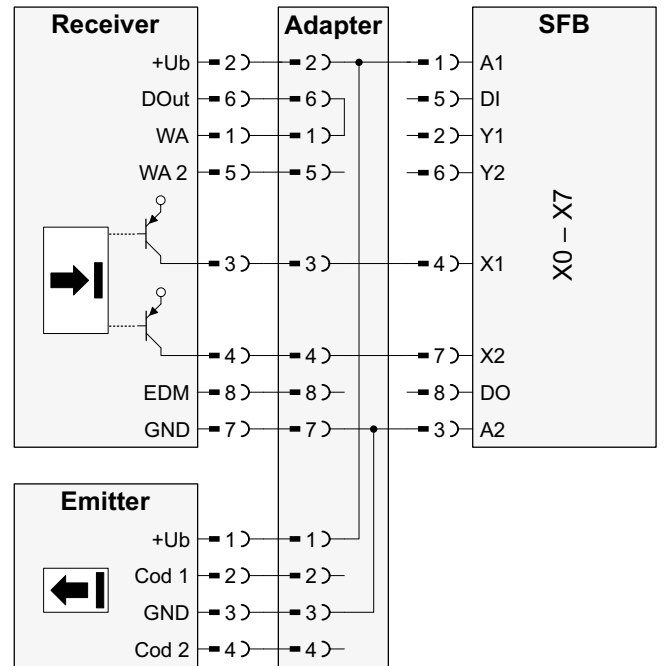 Receiver Adapter SFB
+Ub 2 2 1 A1
DOut 6 6 5 DI
WA 1 1 2 Y1
WA 2 5 5 6 Y2
X0 – X7
3 3 4 X1
4 4 7 X2
EDM 8 8 8 DO
GND 7 7 3 A2
Emitter
+Ub 1 1
Cod 1 2 2
GND 3 3
Cod 2 4 4